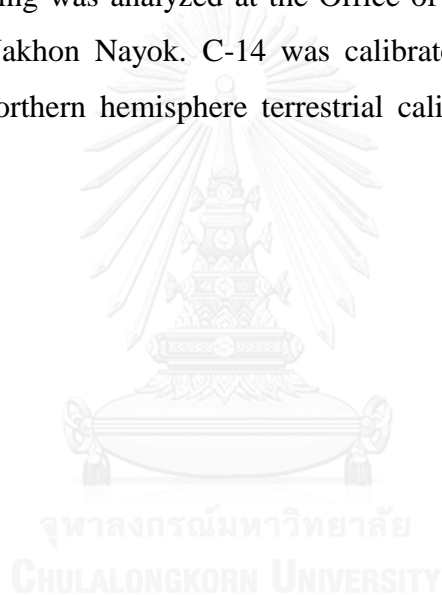 ing was analyzed at the Office of
Nakhon Nayok. C-14 was calibrat
orthern hemisphere terrestrial cali
จุฬาลงกรณ์มหาวิทยาลัย
CHULALONGKORN UNIVERSITY